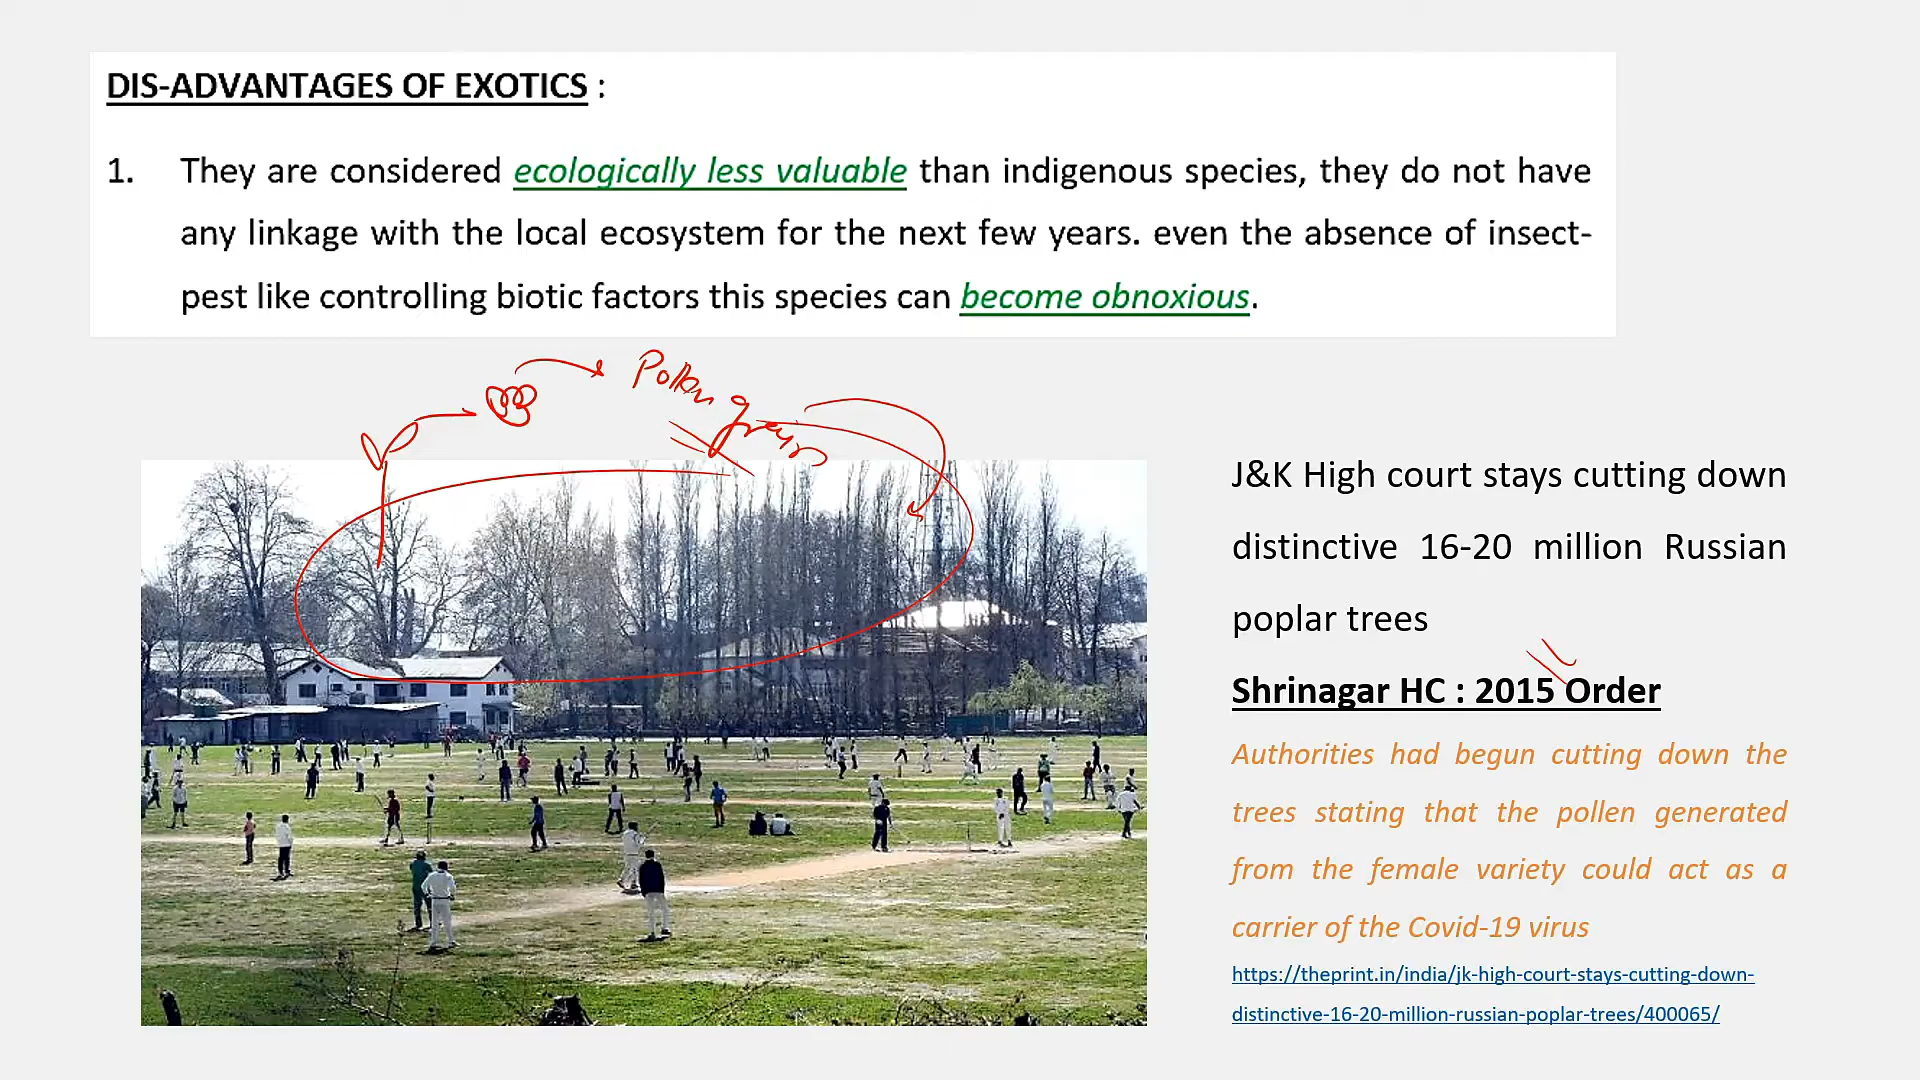 DIS-ADVANTAGES OF EXOTICS :
1. They are considered ecologically less valuable than indigenous species, they do not have
any linkage with the local ecosystem for the next few years. even the absence of insect-
pest like controlling biotic factors this species can become obnoxious.
Pollen
J&K High court stays cutting down
distinctive 16-20 million Russian
poplar trees
Shrinagar HC : 2015 Order
Authorities had begun cutting down the
trees stating that the pollen generated
from the female variety could act as a
carrier of the Covid-19 virus
https://theprint.in/india/jk-high-court-stays-cutting-down-
distinctive-16-20-million-russian-poplar-trees/400065/